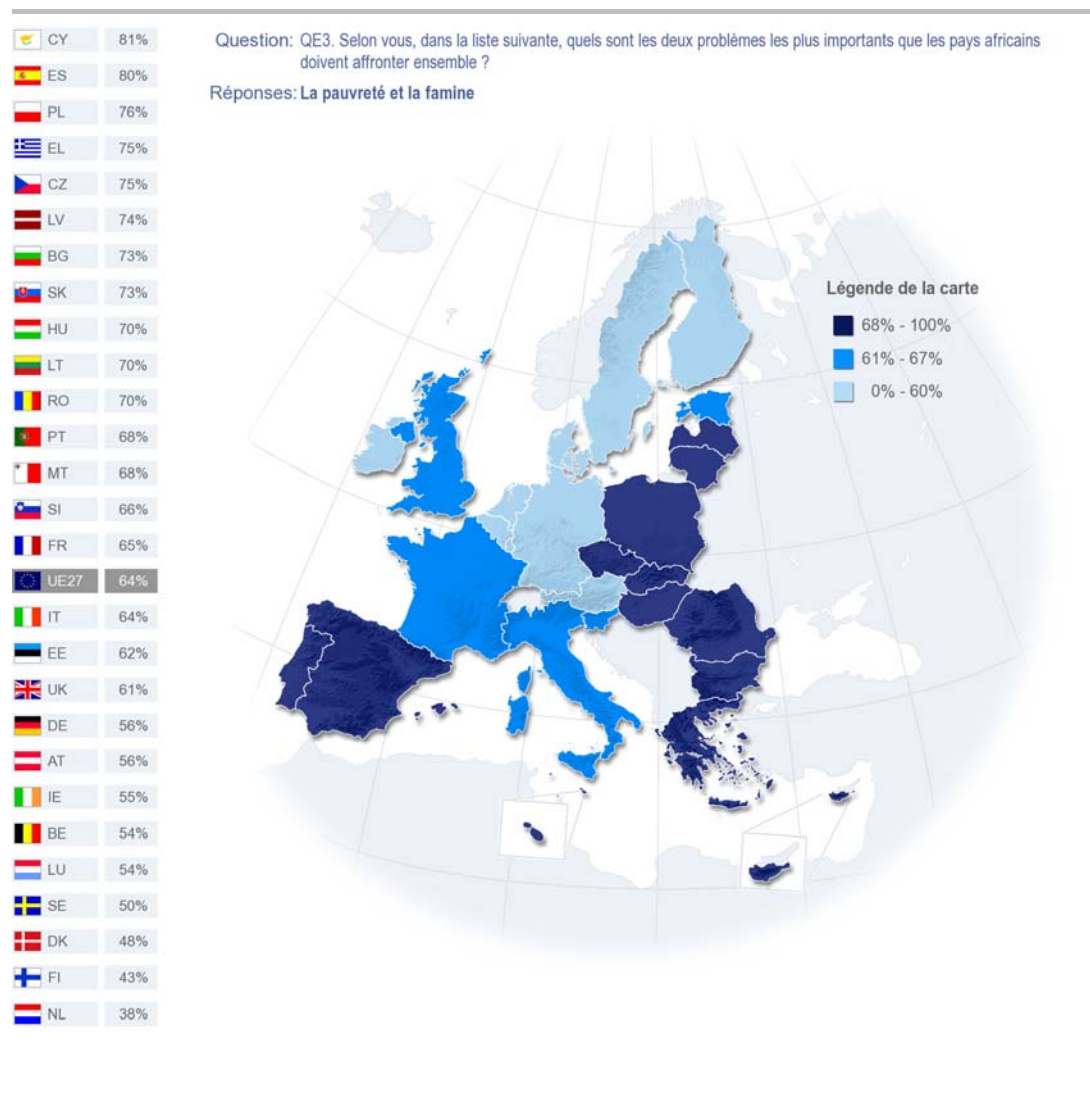 Question: QE3. Selon vous, dans la liste suivante, quels sont les deux problèmes les plus importants que les pays africains
doivent affronter ensemble ?
Réponses: La pauvreté et la famine
CY 81%
ES 80%
PL 76%
EL 75%
CZ 75%
LV 74%
BG 73%
SK 73%
HU 70%
LT 70%
RO 70%
PT 68%
MT 68%
SI 66%
FR 65%
UE27 64%
IT 64%
EE 62%
UK 61%
DE 56%
AT 56%
IE 55%
BE 54%
LU 54%
SE 50%
DK 48%
FI 43%
NL 38%
Légende de la carte
68% - 100%
61% - 67%
0% - 60%